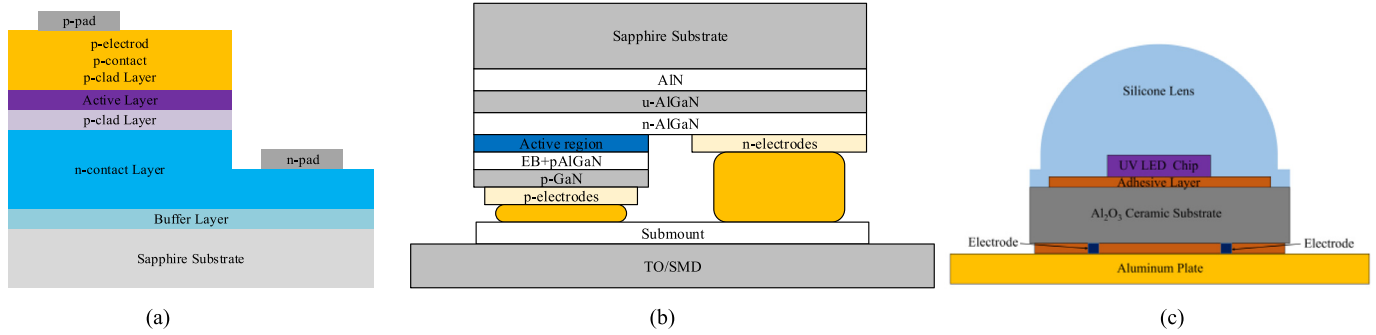 p-pad
p-electrod
p-contact
p-clad Layer
Active Layer
p-clad Layer
n-pad
n-contact Layer
Buffer Layer
Sapphire Substrate
(a)
Sapphire Substrate
AlN
u-AlGaN
n-AlGaN
Active region
n-electrodes
EB+pAlGaN
p-GaN
p-electrodes
Submount
TO/SMD
(b)
Silicone Lens
UV LED Chip
Adhesive Layer
Al₂O₃ Ceramic Substrate
Electrode
Electrode
Aluminum Plate
(c)